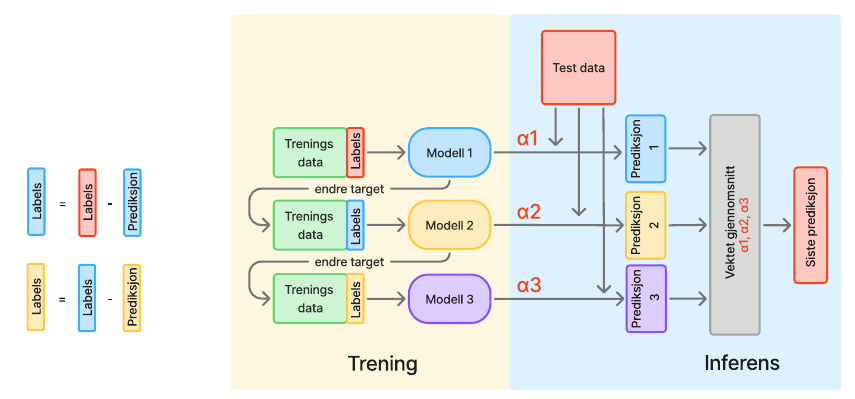 Test data
Trenings
data
Labels
Modell 1
α1
Prediksjon
1
endre target
Trenings
data
Labels
Modell 2
α2
Prediksjon
2
endre target
Trenings
data
Labels
Modell 3
α3
Prediksjon
3
Vektet gjennomsnitt
α1, α2, α3
Siste prediksjon
Labels = Labels - Prediksjon
Labels = Labels - Prediksjon
Trening
Inferens